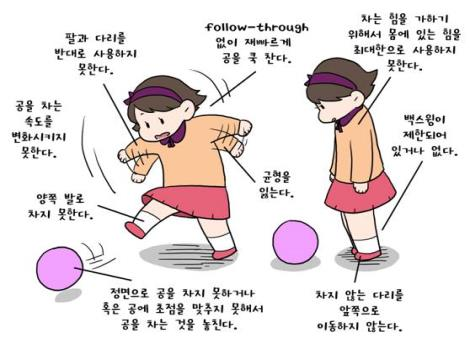 팔과 다리를
반대로 사용하지
못한다.
follow-through
없이 재빠르게
공을 쿡 찬다.
차는 힘을 가하기
위해서 몸에 있는 힘을
최대한으로 사용하지
못한다.
공을 차는
속도를
변화시키지
못한다.
백스윙이
제한되어
있거나 없다.
균형을
잃는다.
양쪽 발로
차지 못한다.
정면으로 공을 차지 못하거나
혹은 공에 초점을 맞추지 못해서
공을 차는 것을 놓친다.
차지 않는 다리를
앞쪽으로
이동하지 않는다.